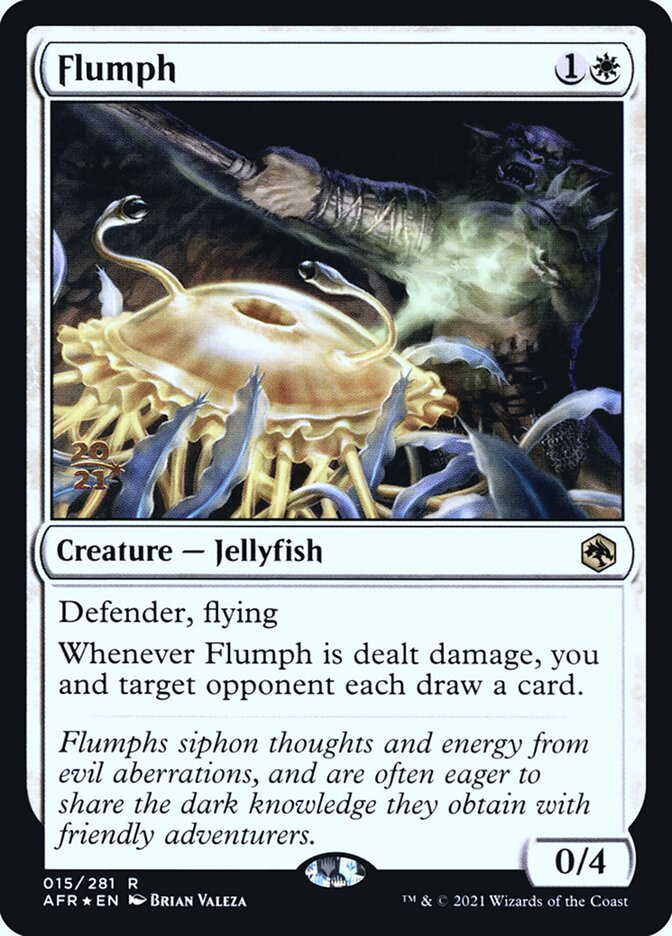 Flumph 1
20
21
Creature — Jellyfish
Defender, flying
Whenever Flumph is dealt damage, you
and target opponent each draw a card.
Flumphs siphon thoughts and energy from
evil aberrations, and are often eager to
share the dark knowledge they obtain with
friendly adventurers.
0/4
015/281 R
AFR★EN Brian Valeza
™ & © 2021 Wizards of the Coast